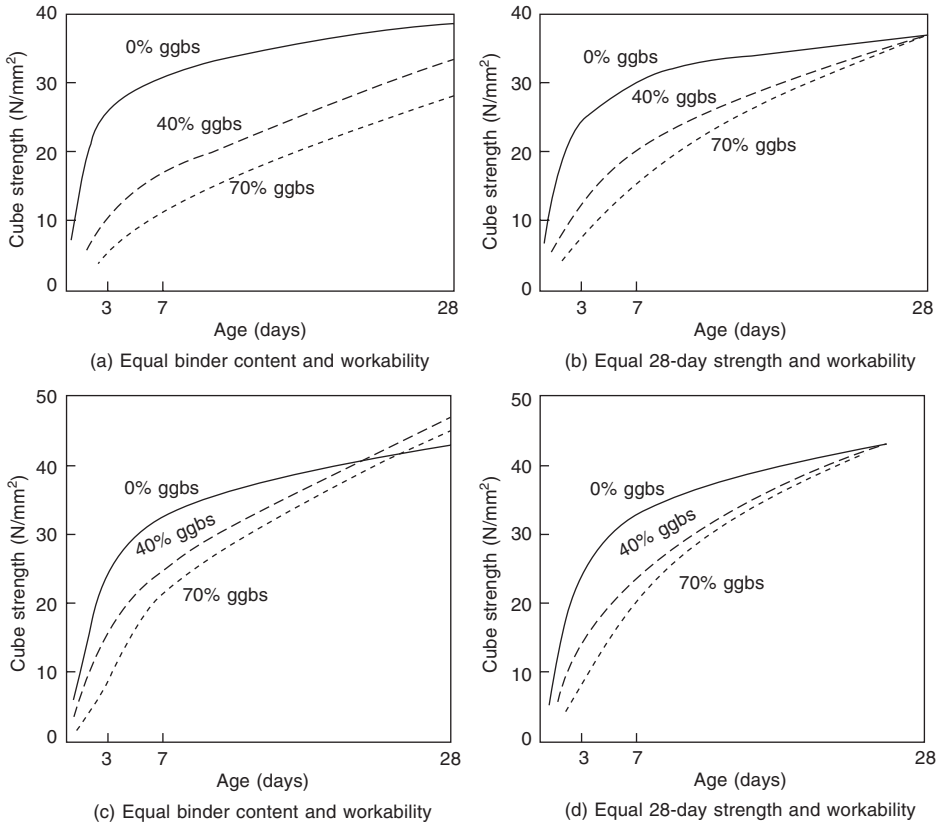 40
30
20
10
0
Cube strength (N/mm²)
0% ggbs
40% ggbs
70% ggbs
3
7
28
Age (days)
(a) Equal binder content and workability
40
30
20
10
0
Cube strength (N/mm²)
0% ggbs
40% ggbs
70% ggbs
3
7
28
Age (days)
(b) Equal 28-day strength and workability
50
40
30
20
10
0
Cube strength (N/mm²)
0% ggbs
40% ggbs
70% ggbs
3
7
28
Age (days)
(c) Equal binder content and workability
50
40
30
20
10
0
Cube strength (N/mm²)
0% ggbs
40% ggbs
70% ggbs
3
7
28
Age (days)
(d) Equal 28-day strength and workability